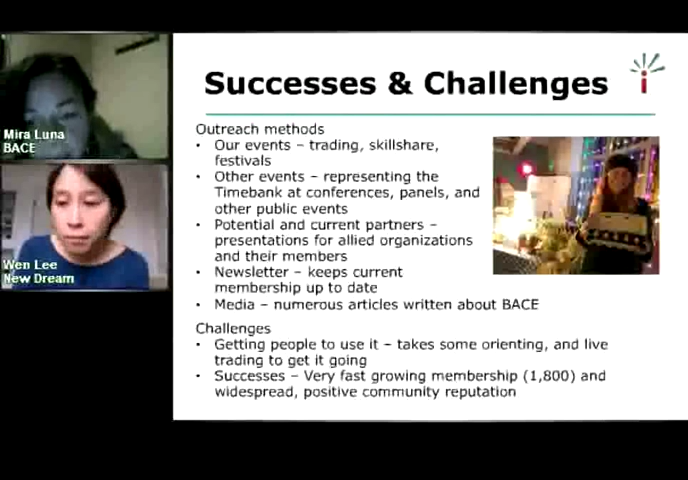 Successes & Challenges
Mira Luna
BACE
Wen Lee
New Dream
Outreach methods
• Our events – trading, skillshare,
festivals
• Other events – representing the
Timebank at conferences, panels, and
other public events
• Potential and current partners –
presentations for allied organizations
and their members
• Newsletter – keeps current
membership up to date
• Media – numerous articles written about BACE
Challenges
• Getting people to use it – takes some orienting, and live
trading to get it going
• Successes – Very fast growing membership (1,800) and
widespread, positive community reputation